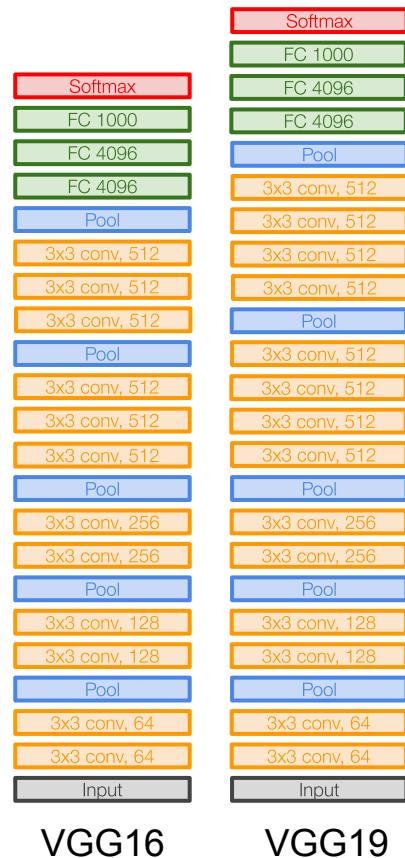 Softmax
FC 1000
FC 4096
FC 4096
Pool
3x3 conv, 512
3x3 conv, 512
3x3 conv, 512
Pool
3x3 conv, 512
3x3 conv, 512
3x3 conv, 512
Pool
3x3 conv, 256
3x3 conv, 256
Pool
3x3 conv, 128
3x3 conv, 128
Pool
3x3 conv, 64
3x3 conv, 64
Input
VGG16
Softmax
FC 1000
FC 4096
FC 4096
Pool
3x3 conv, 512
3x3 conv, 512
3x3 conv, 512
3x3 conv, 512
Pool
3x3 conv, 512
3x3 conv, 512
3x3 conv, 512
3x3 conv, 512
Pool
3x3 conv, 256
3x3 conv, 256
Pool
3x3 conv, 128
3x3 conv, 128
Pool
3x3 conv, 64
3x3 conv, 64
Input
VGG19